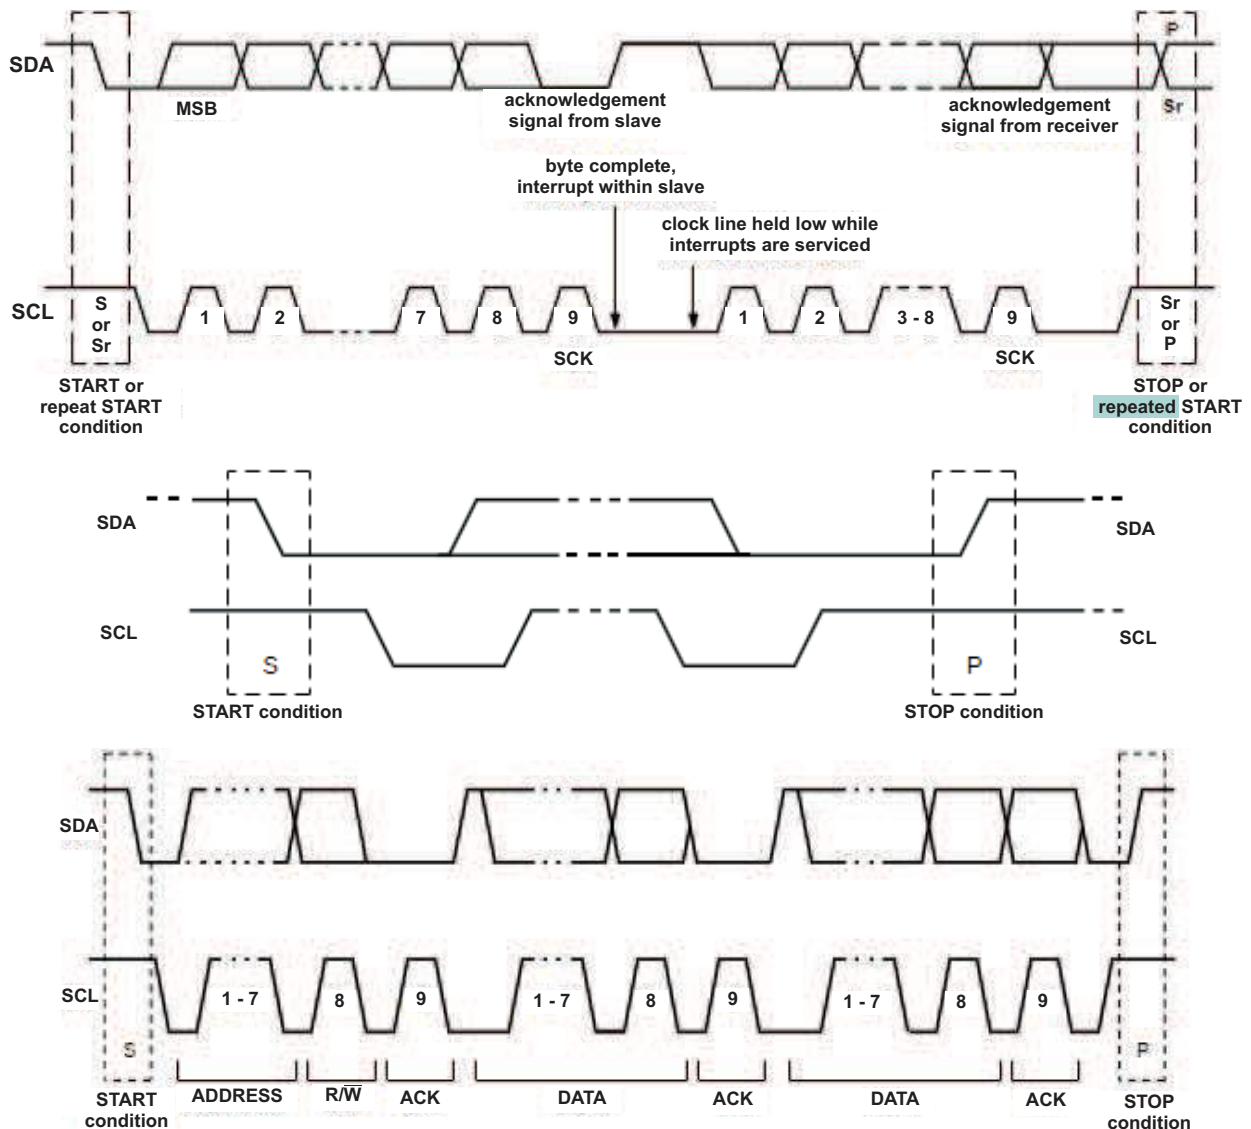 P
SDA
MSB
acknowledgement
signal from slave
acknowledgement
signal from receiver
Sr
byte complete,
interrupt within slave
clock line held low while
interrupts are serviced
SCL
S
or
Sr
1
2
7
8
9
1
2
3 - 8
9
Sr
or
P
SCK
SCK
START or
repeat START
condition
STOP or
repeated START
condition
SDA
SDA
SCL
SCL
S
P
START condition
STOP condition
SDA
SCL
1 - 7
8
9
1 - 7
8
9
1 - 7
8
9
S
P
ADDRESS
R/W̅
ACK
DATA
ACK
DATA
ACK
START
condition
STOP
condition